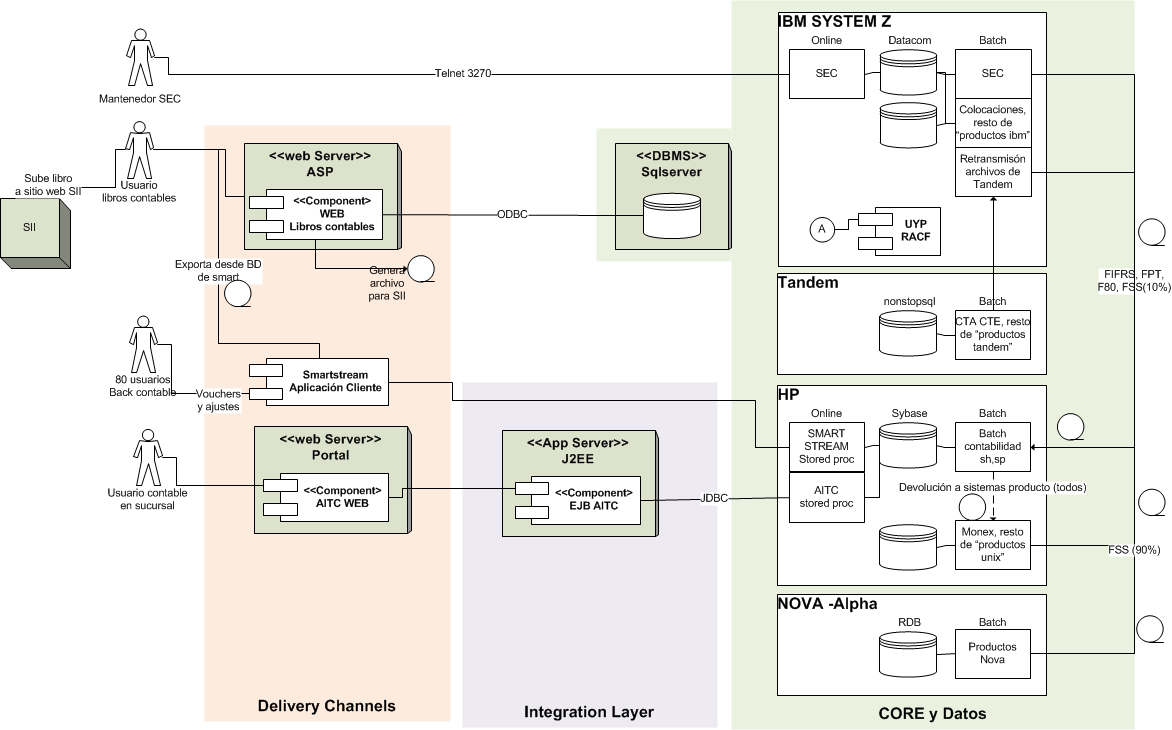 IBM SYSTEM Z
Online
Datacom
Batch
SEC
SEC
Telnet 3270
Mantenedor SEC
Colocaciones,
resto de
"productos ibm"
Retransmisón
archivos de
Tandem
<<web Server>>
ASP
<<DBMS>>
Sqlserver
Sube libro
a sitio web SII
Usuario
libros contables
<<Component>
WEB
Libros contables
ODBC
SII
A
UYP
RACF
Exporta desde BD
de smart
Genera
archivo
para SII
FIFRS, FPT,
F80, FSS(10%)
Tandem
nonstopsql
Batch
CTA CTE, resto
de "productos
tandem"
80 usuarios
Back contable
Vouchers
y ajustes
Smartstream
Aplicación Cliente
HP
Online
Sybase
Batch
SMART
STREAM
Stored proc
Batch
contabilidad
sh,sp
<<web Server>>
Portal
<<App Server>>
J2EE
Usuario contable
en sucursal
<<Component>
AITC WEB
<<Component>
EJB AITC
JDBC
AITC
stored proc
Devolución a sistemas producto (todos)
Monex, resto
de "productos
unix"
FSS (90%)
NOVA -Alpha
RDB
Batch
Productos
Nova
Delivery Channels
Integration Layer
CORE y Datos